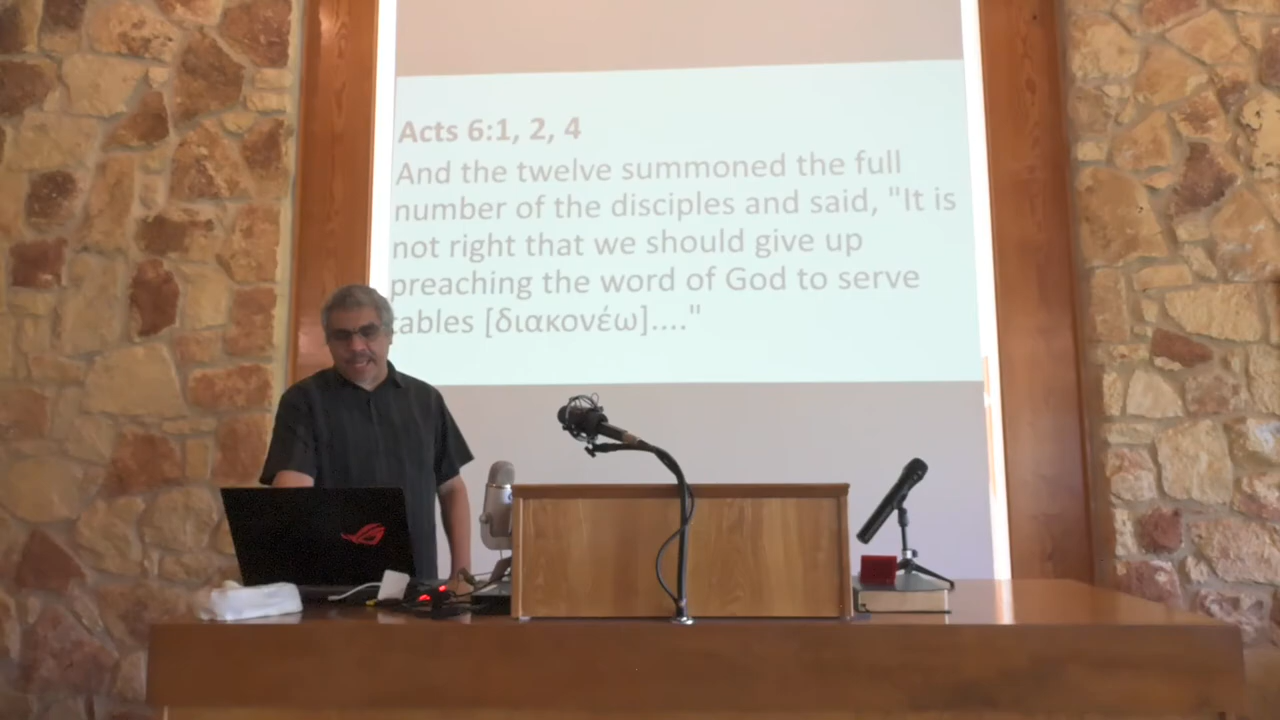 Acts 6:1, 2, 4
And the twelve summoned the full
number of the disciples and said, "It is
not right that we should give up
preaching the word of God to serve
tables [διακονέω]...."